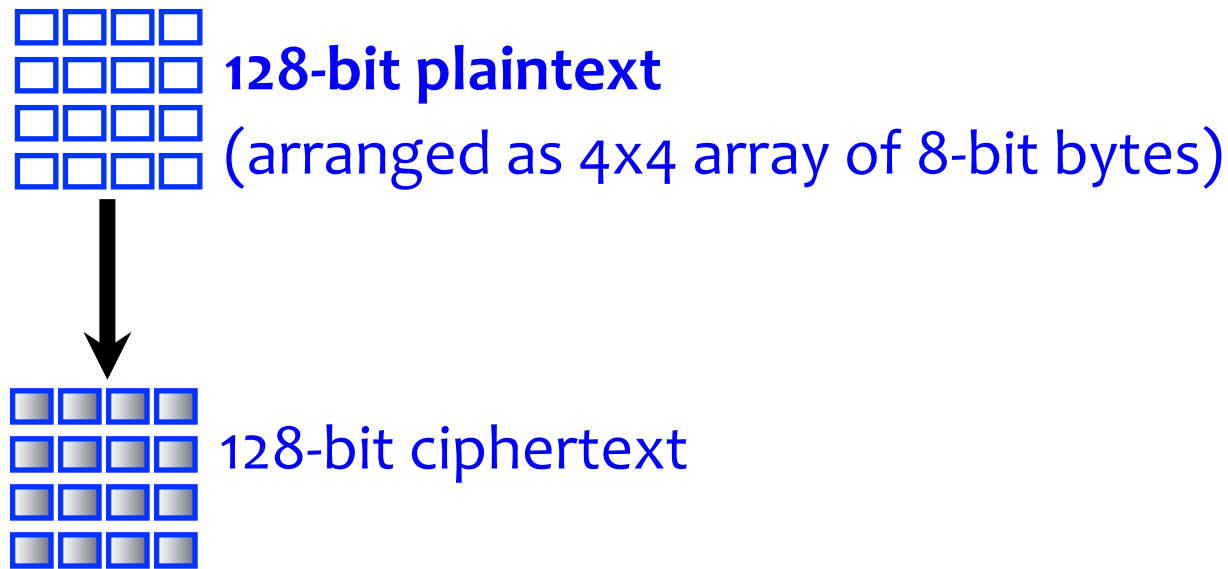 128-bit plaintext
(arranged as 4x4 array of 8-bit bytes)
128-bit ciphertext